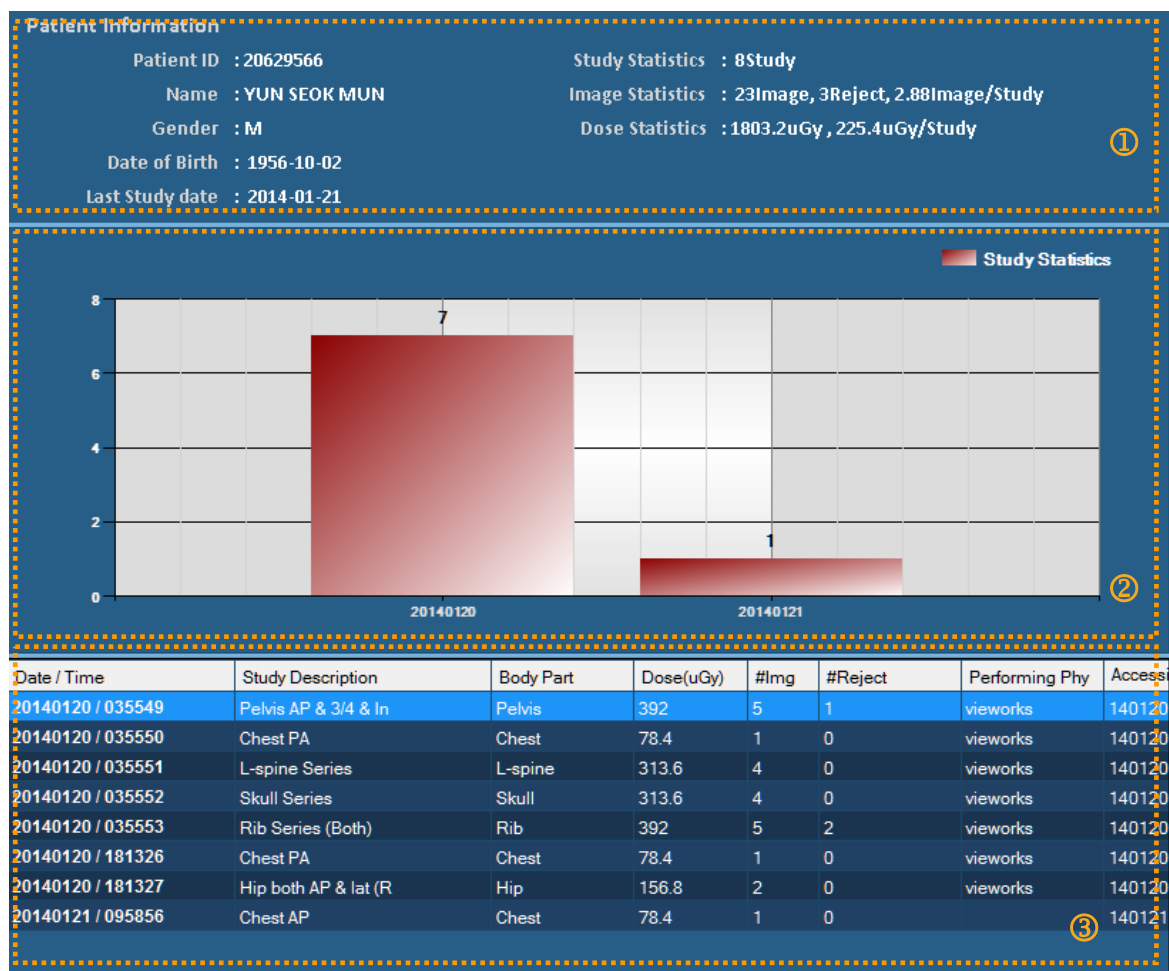 Patient Information
Patient ID : 20629566 Study Statistics : 8Study
Name : YUN SEOK MUN Image Statistics : 23Image, 3Reject, 2.88Image/Study
Gender : M Dose Statistics : 1803.2uGy , 225.4uGy/Study
①
Date of Birth : 1956-10-02
Last Study date : 2014-01-21
Study Statistics
8
7
6
4
2
1
②
0
20140120 20140121
Date / Time Study Description Body Part Dose(uGy) #Img #Reject Performing Phy Accessi
20140120 / 035549 Pelvis AP & 3/4 & In Pelvis 392 5 1 vieworks 140120
20140120 / 035550 Chest PA Chest 78.4 1 0 vieworks 140120
20140120 / 035551 L-spine Series L-spine 313.6 4 0 vieworks 140120
20140120 / 035552 Skull Series Skull 313.6 4 0 vieworks 140120
20140120 / 035553 Rib Series (Both) Rib 392 5 2 vieworks 140120
20140120 / 181326 Chest PA Chest 78.4 1 0 vieworks 140120
20140120 / 181327 Hip both AP & lat (R Hip 156.8 2 0 vieworks 140120
20140121 / 095856 Chest AP Chest 78.4 1 0 140121
③